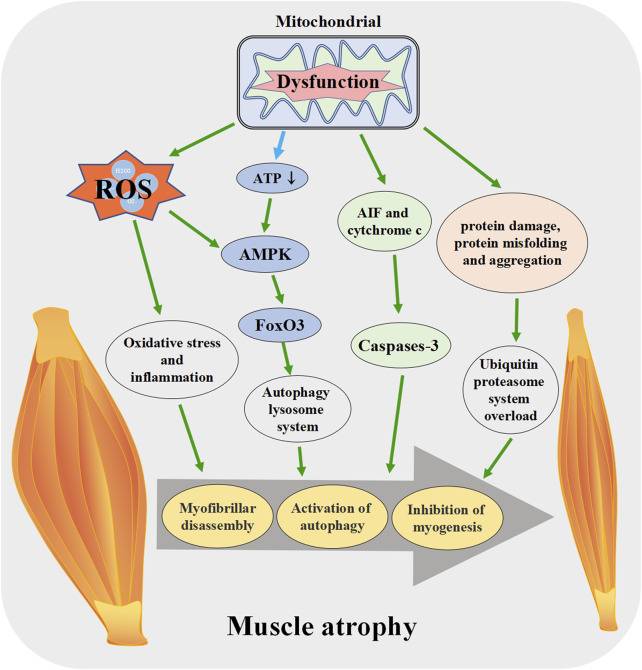 Mitochondrial
Dysfunction
ROS
ATP ↓
AIF and
cytchrome c
protein damage,
protein misfolding
and aggregation
AMPK
FoxO3
Oxidative stress
and
inflammation
Caspases-3
Autophagy
lysosome
system
Ubiquitin
proteasome
system
overload
Myofibrillar
disassembly
Activation of
autophagy
Inhibition of
myogenesis
Muscle atrophy